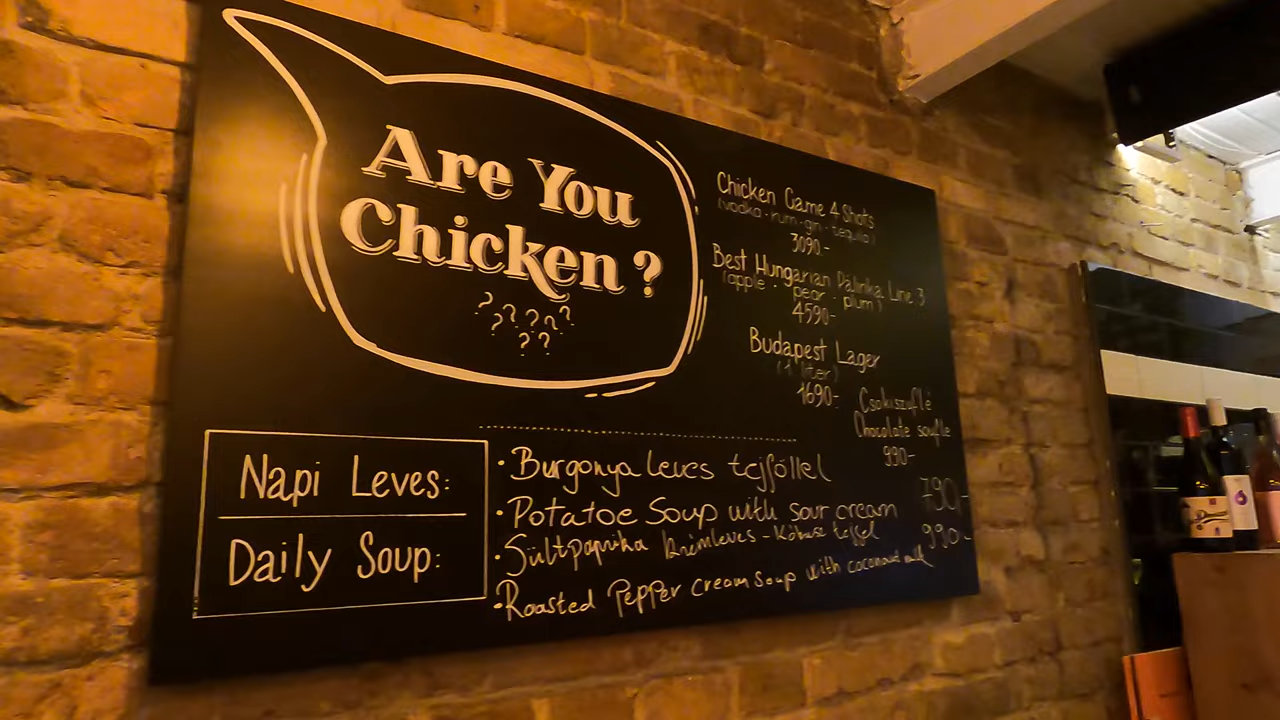 Are You
Chicken ?
? ? ? ? ?
? ? ?
? ?
Chicken Game 4 Shots
(vodka · rum · gin · tequila)
3090.-
Best Hungarian Pálinka Line 3
(apple · pear · plum)
4590-
Budapest Lager
(1 liter)
1690-
Csokiszuflé
Chocolate soufle
990-
Napi Leves:
Daily Soup:
· Burgonya leves tejföllel
790,-
· Potatoe Soup with sour cream
· Sültpaprika krémleves -
990.-
· Roasted Pepper cream soup with coconut milk